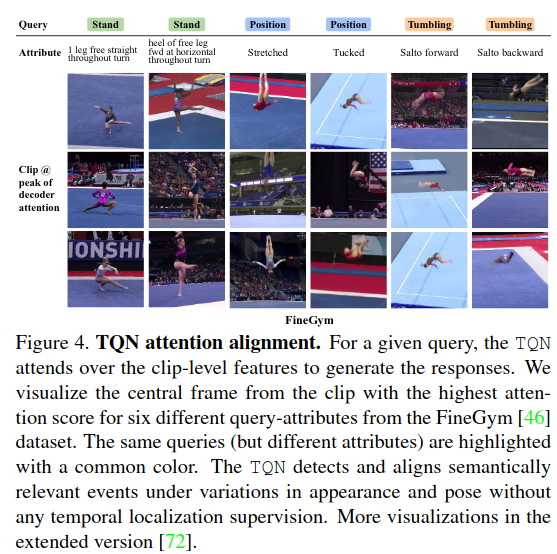 Query Stand Stand Position Position Tumbling Tumbling
Attribute 1 leg free straight throughout turn heel of free leg fwd at horizontal throughout turn Stretched Tucked Salto forward Salto backward
Clip @
peak of
decoder
attention
IONSHIP
FineGym
Figure 4. TQN attention alignment. For a given query, the TQN
attends over the clip-level features to generate the responses. We
visualize the central frame from the clip with the highest atten-
tion score for six different query-attributes from the FineGym [46]
dataset. The same queries (but different attributes) are highlighted
with a common color. The TQN detects and aligns semantically
relevant events under variations in appearance and pose without
any temporal localization supervision. More visualizations in the
extended version [72].